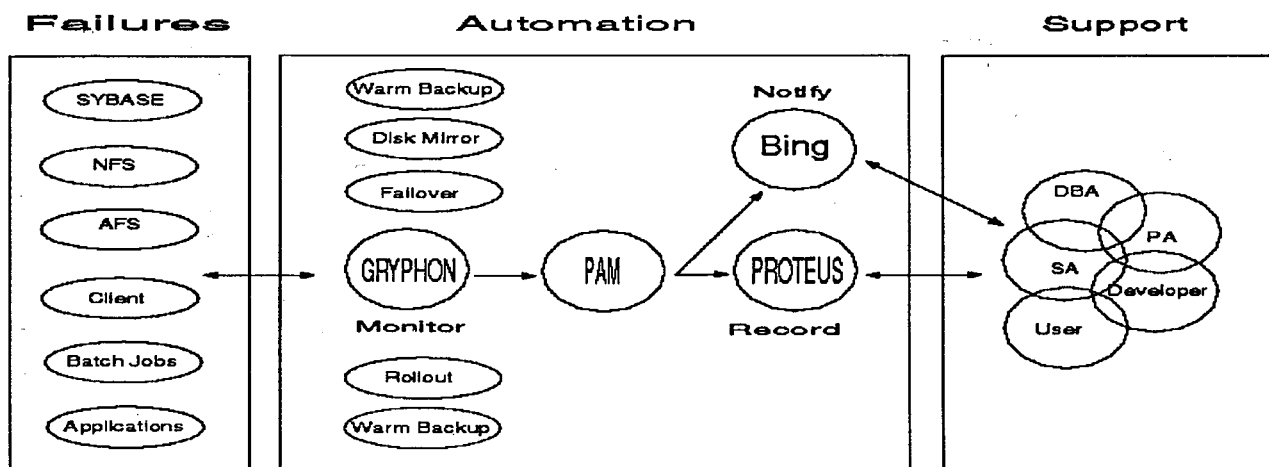 Failures
Automation
Support
SYBASE
NFS
AFS
Client
Batch Jobs
Applications
Warm Backup
Disk Mirror
Failover
GRYPHON
Monitor
Rollout
Warm Backup
PAM
Notify
Bing
PROTEUS
Record
DBA
PA
SA
Developer
User